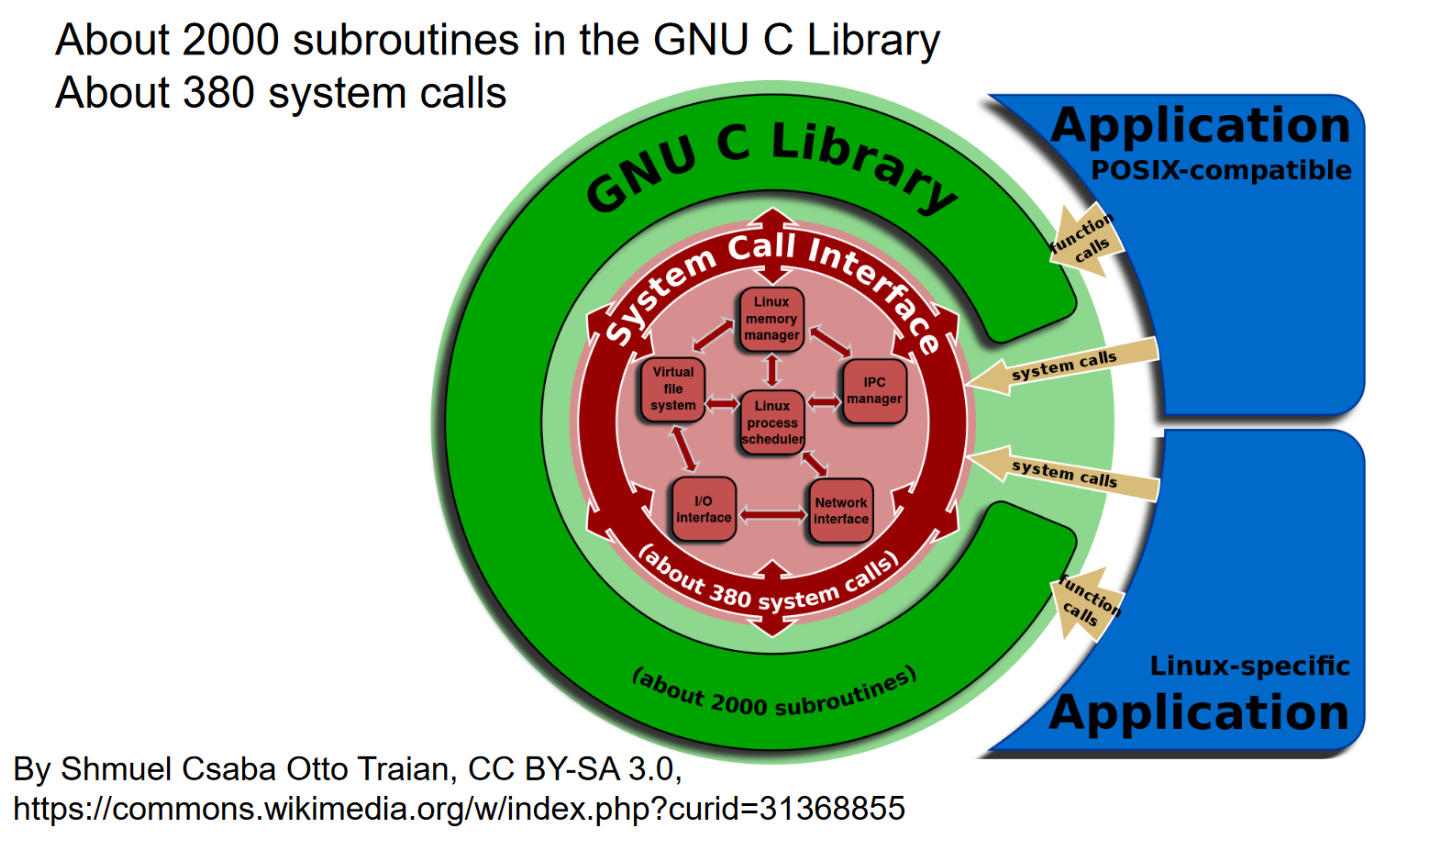 About 2000 subroutines in the GNU C Library
About 380 system calls
GNU C Library
System Call Interface
Linux
memory
manager
Virtual
file
system
IPC
manager
Linux
process
scheduler
I/O
interface
Network
interface
(about 380 system calls)
(about 2000 subroutines)
Application
POSIX-compatible
function
calls
system calls
system calls
function
calls
Linux-specific
Application
By Shmuel Csaba Otto Traian, CC BY-SA 3.0,
https://commons.wikimedia.org/w/index.php?curid=31368855